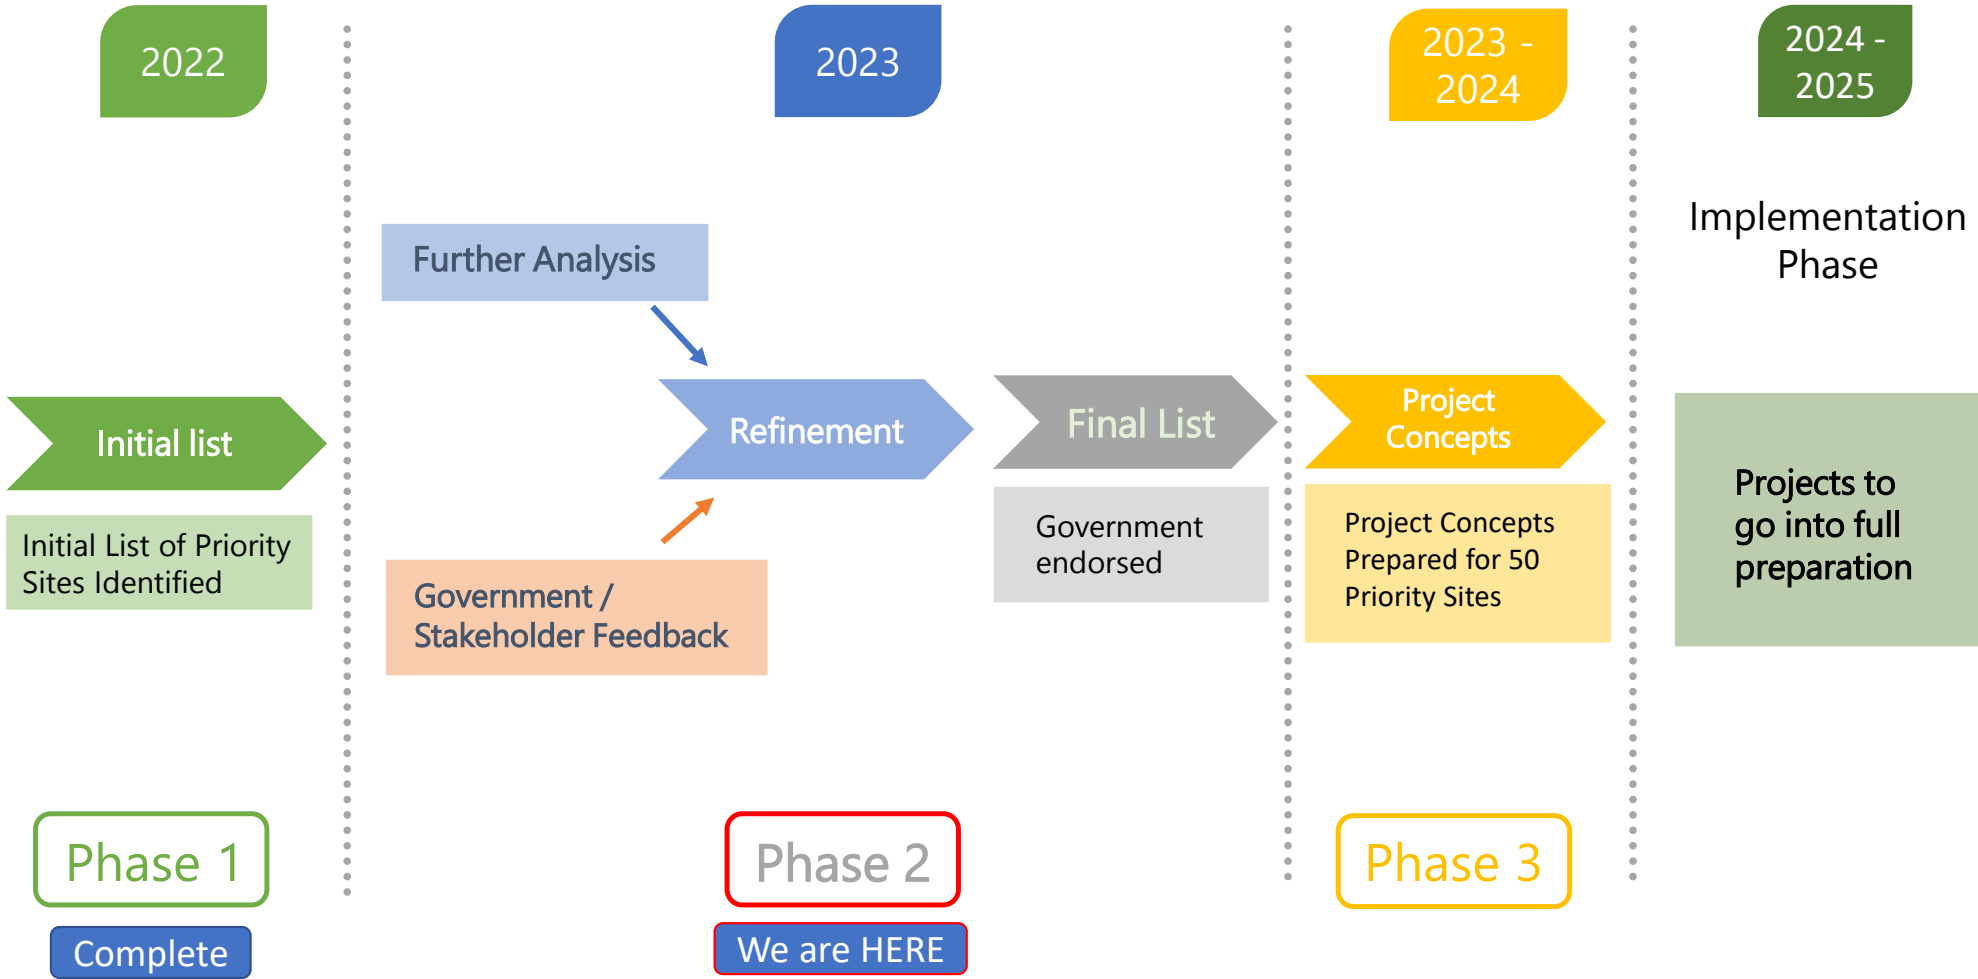 2022
2023
2023 -
2024
2024 -
2025
Implementation
Phase
Further Analysis
Initial list
Initial List of Priority
Sites Identified
Refinement
Government /
Stakeholder Feedback
Final List
Government
endorsed
Project
Concepts
Project Concepts
Prepared for 50
Priority Sites
Projects to
go into full
preparation
Phase 1
Complete
Phase 2
We are HERE
Phase 3